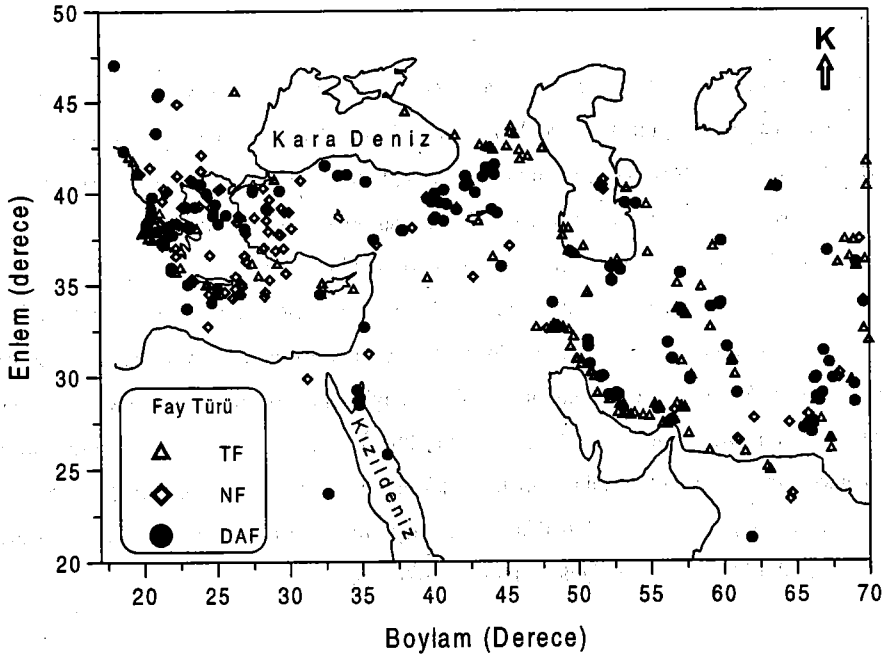 50
45
40
35
30
25
20
Enlem (derece)
K
Kara Deniz
Kızıldeniz
Fay Türü
TF
NF
DAF
20
25
30
35
40
45
50
55
60
65
70
Boylam (Derece)